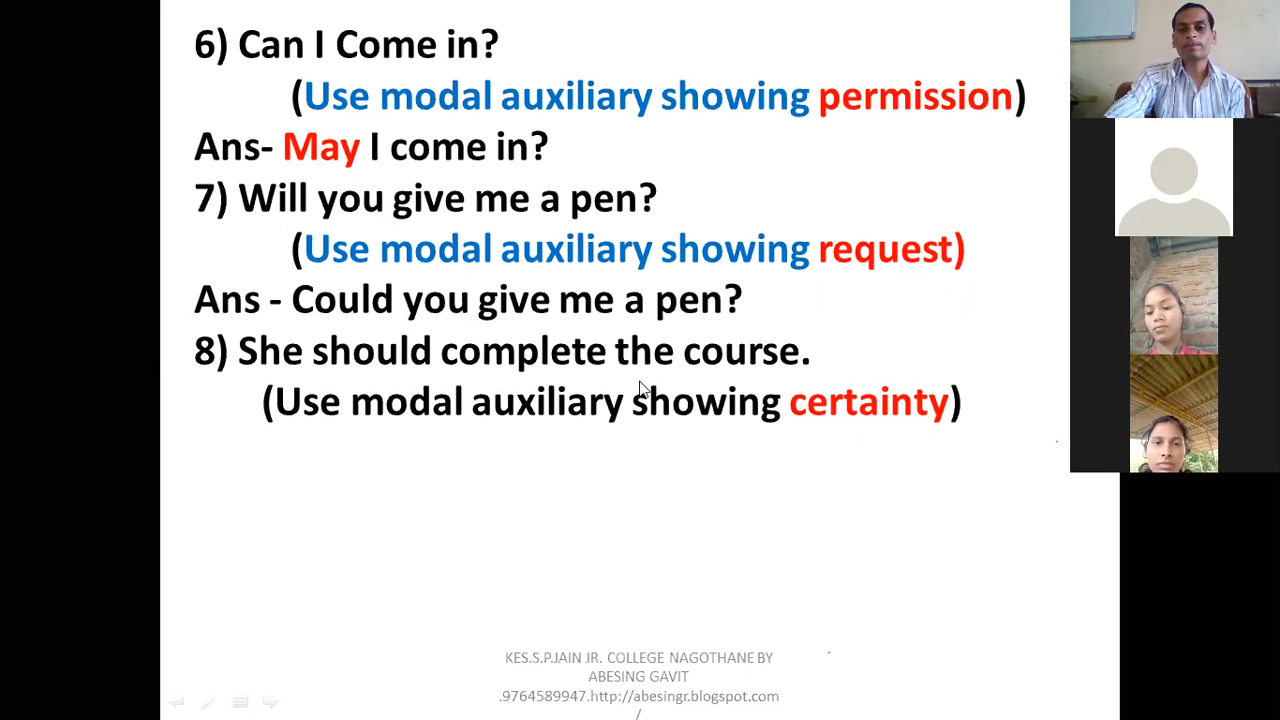 6) Can I Come in?
(Use modal auxiliary showing permission)
Ans- May I come in?
7) Will you give me a pen?
(Use modal auxiliary showing request)
Ans - Could you give me a pen?
8) She should complete the course.
(Use modal auxiliary showing certainty)
KES.S.P.JAIN JR. COLLEGE NAGOTHANE BY
ABESING GAVIT
.9764589947.http://abesingr.blogspot.com
/